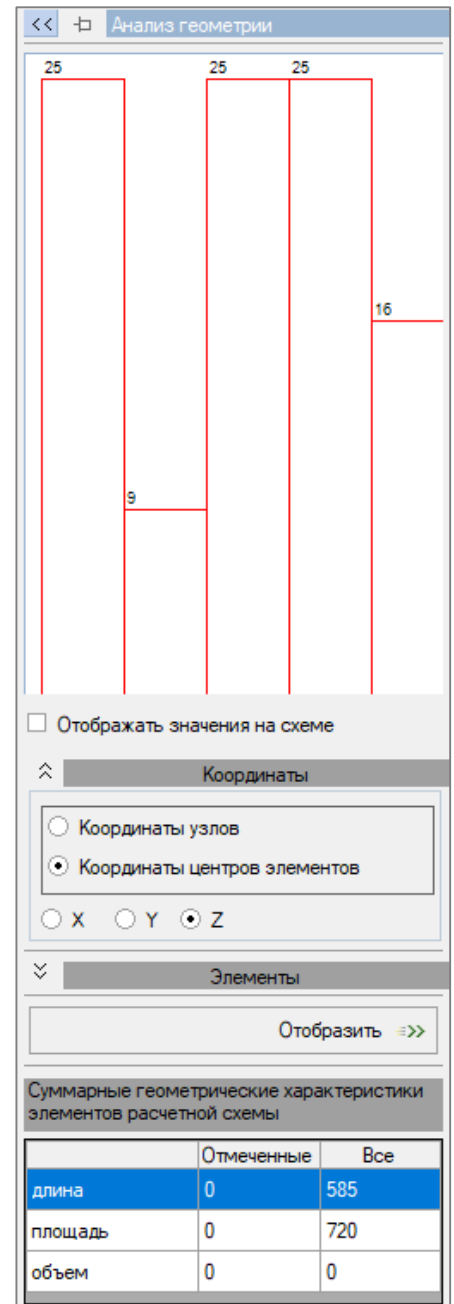 << Анализ геометрии
25 25 25
16
9
Отображать значения на схеме
Координаты
Координаты узлов
Координаты центров элементов
X Y Z
Элементы
Отобразить
Суммарные геометрические характеристики
элементов расчетной схемы
Отмеченные Все
длина 0 585
площадь 0 720
объем 0 0